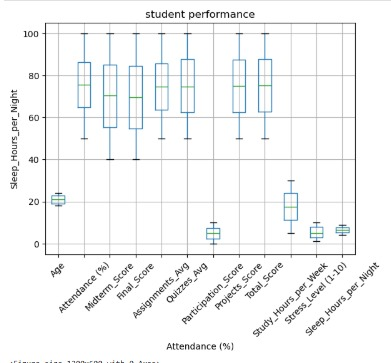 student performance
100
80
60
40
20
0
Sleep_Hours_per_Night
Age
Attendance (%)
Midterm_Score
Final_Score
Assignments_Avg
Quizzes_Avg
Participation_Score
Projects_Score
Total_Score
Study_Hours_per_Week
Stress_Level (1-10)
Sleep_Hours_per_Night
Attendance (%)